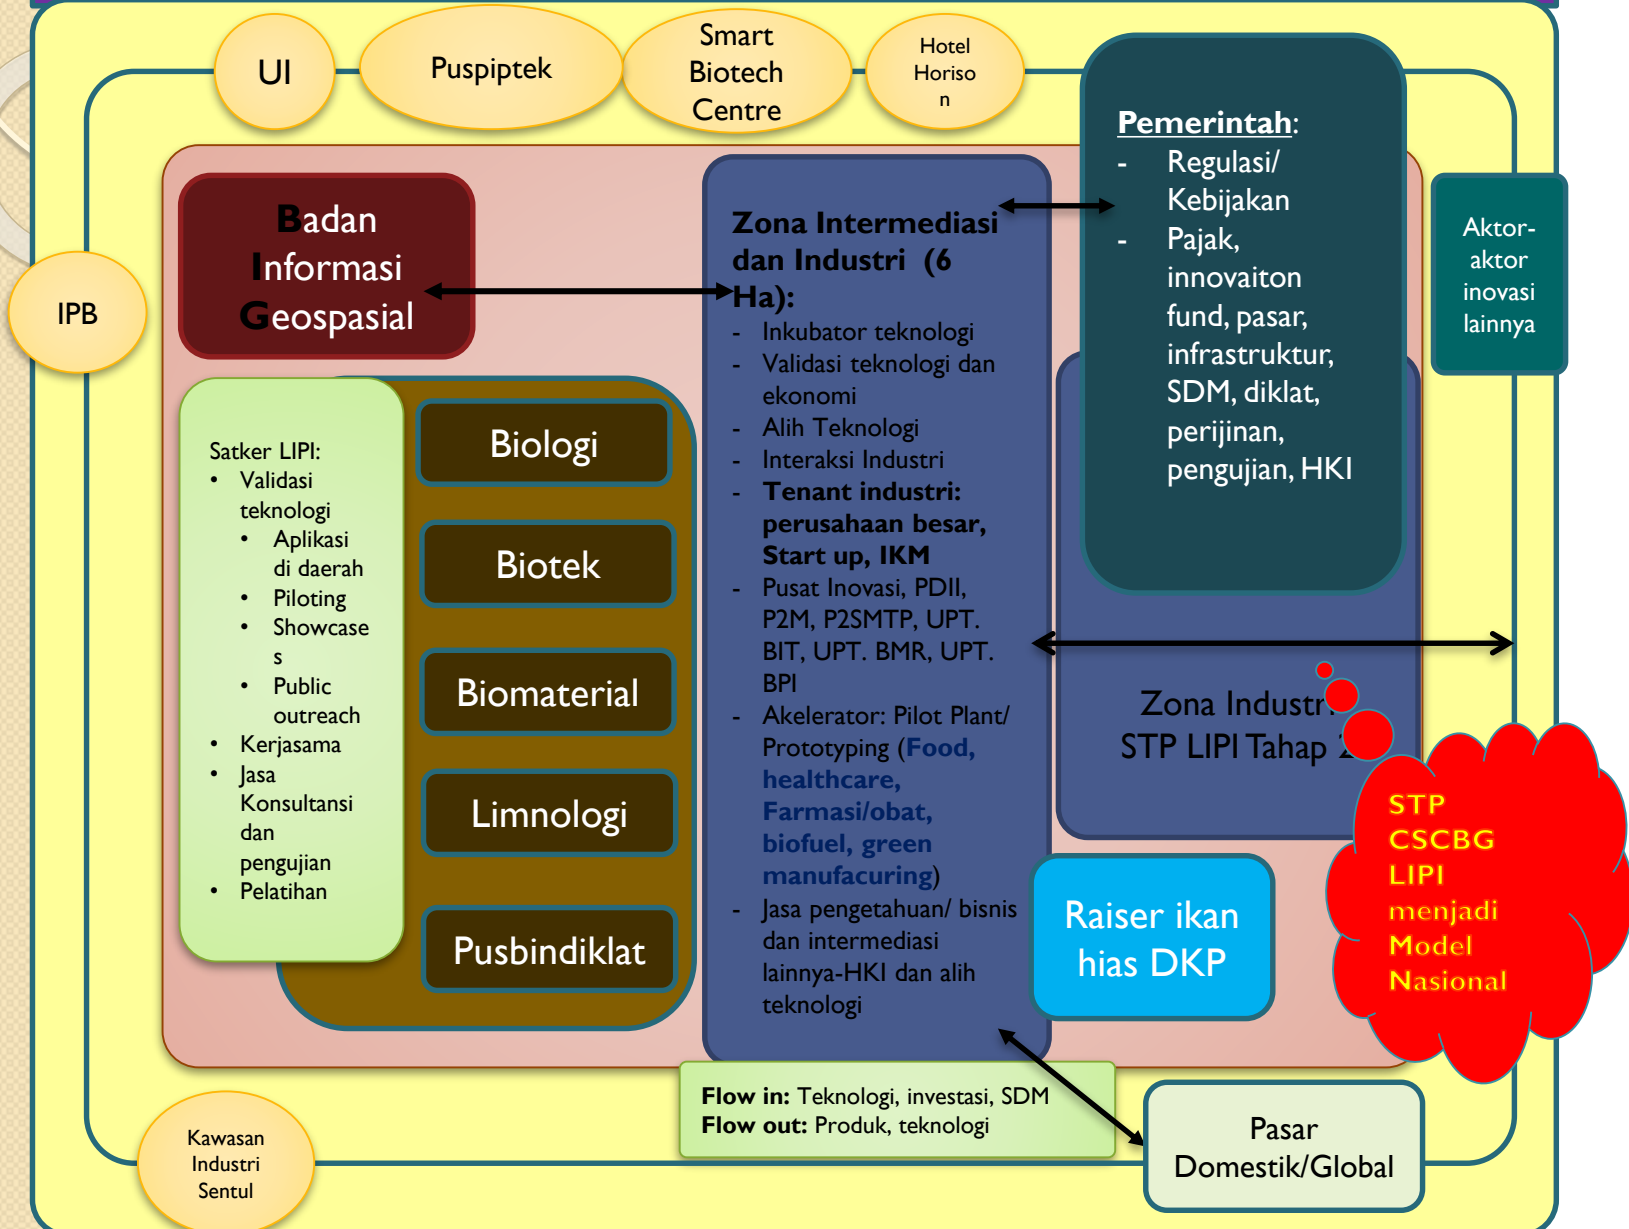 UI
Puspiptek
Smart
Biotech
Centre
Hotel
Horiso
n
Pemerintah:
- Regulasi/
Kebijakan
- Pajak,
innovaiton
fund, pasar,
infrastruktur,
SDM, diklat,
perijinan,
pengujian, HKI
Aktor-
aktor
inovasi
lainnya
IPB
Badan
Informasi
Geospasial
Zona Intermediasi
dan Industri (6
Ha):
- Inkubator teknologi
- Validasi teknologi dan
ekonomi
- Alih Teknologi
- Interaksi Industri
- Tenant industri:
perusahaan besar,
Start up, IKM
- Pusat Inovasi, PDII,
P2M, P2SMTP, UPT.
BIT, UPT. BMR, UPT.
BPI
- Akelerator: Pilot Plant/
Prototyping (Food,
healthcare,
Farmasi/obat,
biofuel, green
manufacuring)
- Jasa pengetahuan/ bisnis
dan intermediasi
lainnya-HKI dan alih
teknologi
Satker LIPI:
• Validasi
teknologi
• Aplikasi
di daerah
• Piloting
• Showcase
s
• Public
outreach
• Kerjasama
• Jasa
Konsultansi
dan
pengujian
• Pelatihan
Biologi
Biotek
Biomaterial
Limnologi
Pusbindiklat
Zona Industri
STP LIPI Tahap 2
STP
CSCBG
LIPI
menjadi
Model
Nasional
Raiser ikan
hias DKP
Flow in: Teknologi, investasi, SDM
Flow out: Produk, teknologi
Pasar
Domestik/Global
Kawasan
Industri
Sentul